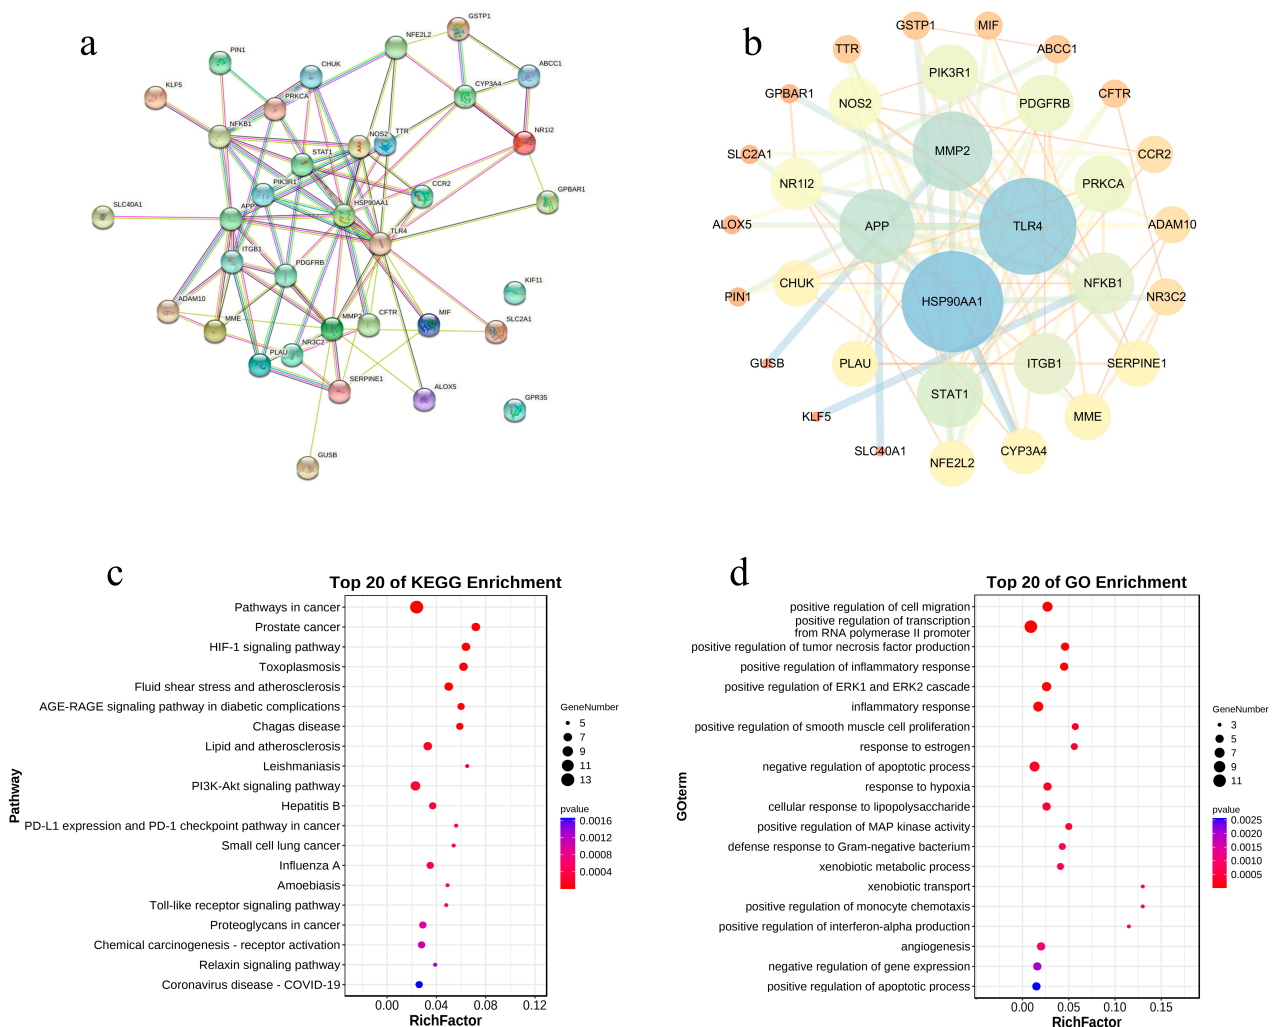 a
GSTP1
NFE2L2
PIN1
CHUK
ABCC1
KLF5
CYP3A4
PRKCA
NFKB1
NOS2
TTR
NR1I2
STAT1
PIK3R1
CCR2
GPBAR1
HSP90AA1
SLC40A1
APP
TLR4
ITGB1
PDGFRB
KIF11
ADAM10
MME
MMP2
CFTR
MIF
SLC2A1
PLAU
NR3C2
SERPINE1
ALOX5
GPR35
GUSB
b
GSTP1
MIF
TTR
ABCC1
PIK3R1
GPBAR1
NOS2
PDGFRB
CFTR
SLC2A1
MMP2
CCR2
NR1I2
PRKCA
ALOX5
APP
TLR4
ADAM10
CHUK
NFKB1
PIN1
HSP90AA1
NR3C2
GUSB
PLAU
ITGB1
SERPINE1
STAT1
KLF5
MME
SLC40A1
NFE2L2
CYP3A4
c
Top 20 of KEGG Enrichment
Pathway
Pathways in cancer
Prostate cancer
HIF-1 signaling pathway
Toxoplasmosis
Fluid shear stress and atherosclerosis
AGE-RAGE signaling pathway in diabetic complications
Chagas disease
Lipid and atherosclerosis
Leishmaniasis
PI3K-Akt signaling pathway
Hepatitis B
PD-L1 expression and PD-1 checkpoint pathway in cancer
Small cell lung cancer
Influenza A
Amoebiasis
Toll-like receptor signaling pathway
Proteoglycans in cancer
Chemical carcinogenesis - receptor activation
Relaxin signaling pathway
Coronavirus disease - COVID-19
0.00 0.04 0.08 0.12
RichFactor
GeneNumber
5
7
9
11
13
pvalue
0.0016
0.0012
0.0008
0.0004
d
Top 20 of GO Enrichment
GOterm
positive regulation of cell migration
positive regulation of transcription
from RNA polymerase II promoter
positive regulation of tumor necrosis factor production
positive regulation of inflammatory response
positive regulation of ERK1 and ERK2 cascade
inflammatory response
positive regulation of smooth muscle cell proliferation
response to estrogen
negative regulation of apoptotic process
response to hypoxia
cellular response to lipopolysaccharide
positive regulation of MAP kinase activity
defense response to Gram-negative bacterium
xenobiotic metabolic process
xenobiotic transport
positive regulation of monocyte chemotaxis
positive regulation of interferon-alpha production
angiogenesis
negative regulation of gene expression
positive regulation of apoptotic process
0.00 0.05 0.10 0.15
RichFactor
GeneNumber
3
5
7
9
11
pvalue
0.0025
0.0020
0.0015
0.0010
0.0005